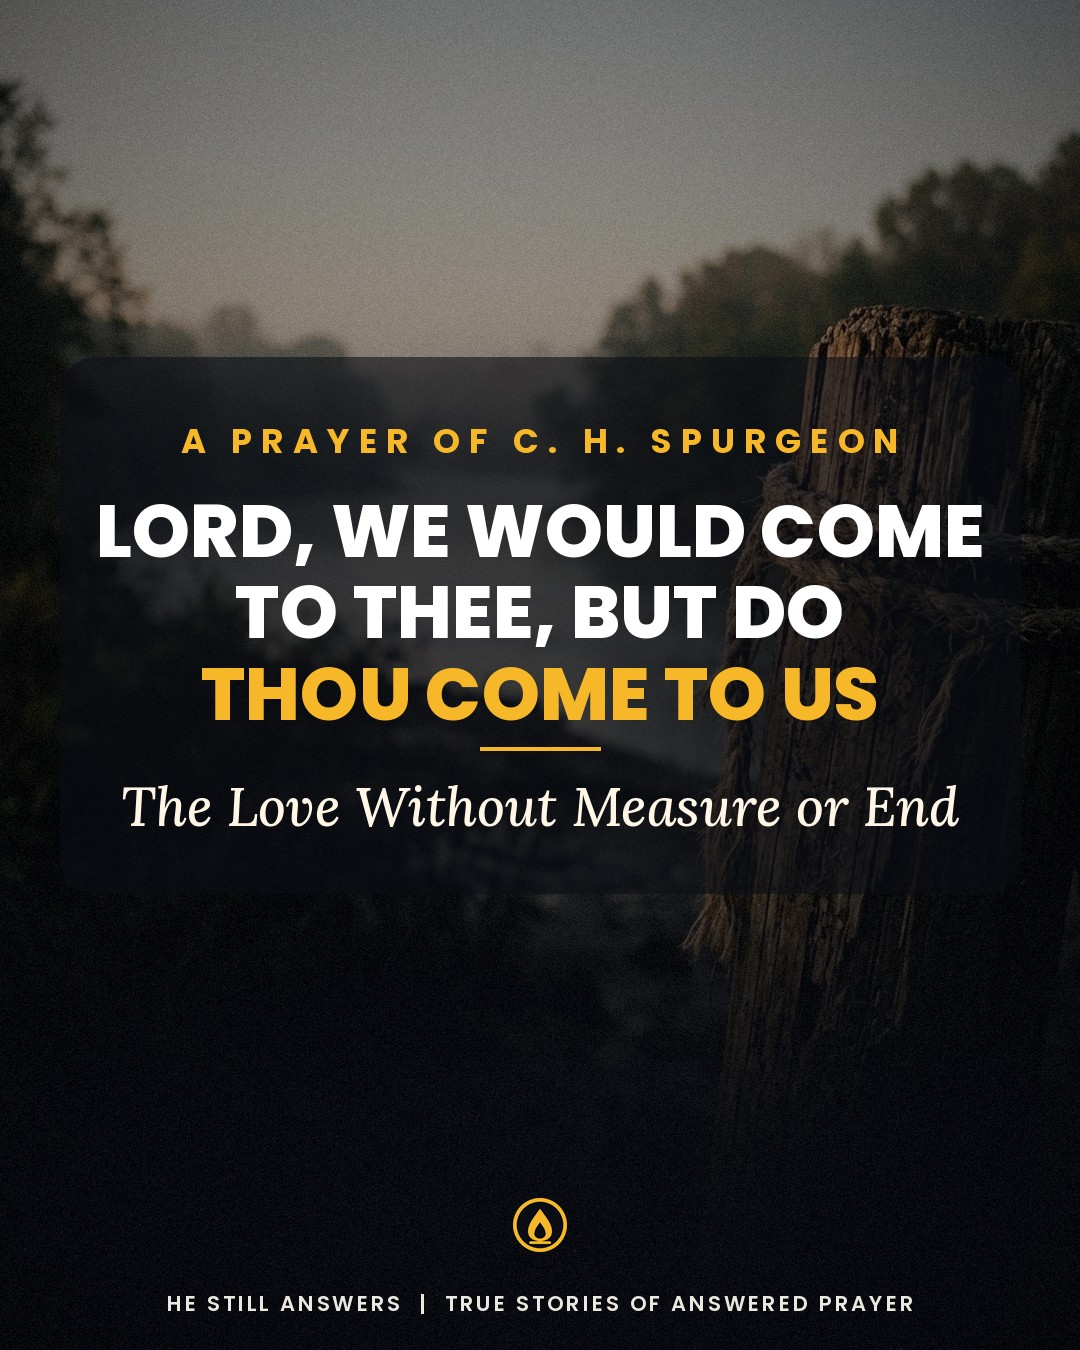 A PRAYER OF C. H. SPURGEON
LORD, WE WOULD COME
TO THEE, BUT DO
THOU COME TO US
The Love Without Measure or End
HE STILL ANSWERS | TRUE STORIES OF ANSWERED PRAYER